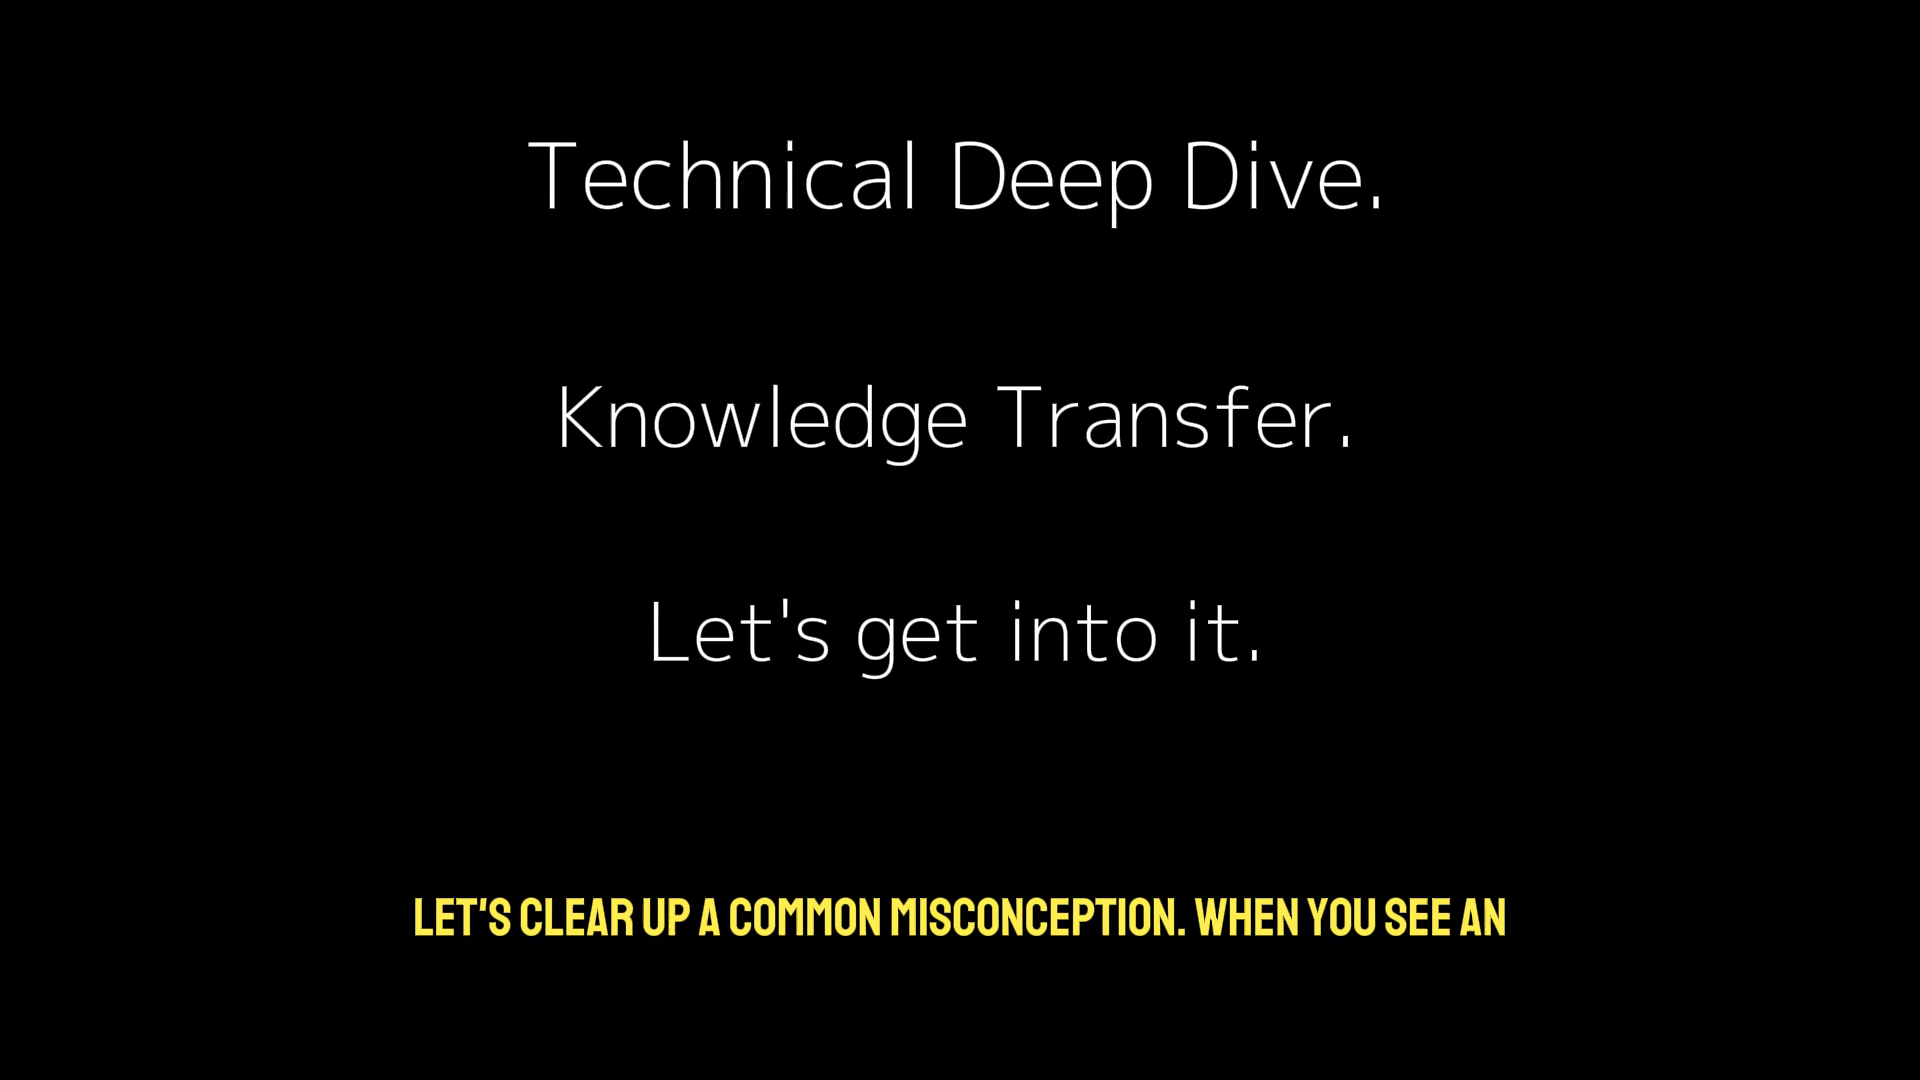 Technical Deep Dive.
Knowledge Transfer.
Let's get into it.
LET'S CLEAR UP A COMMON MISCONCEPTION. WHEN YOU SEE AN